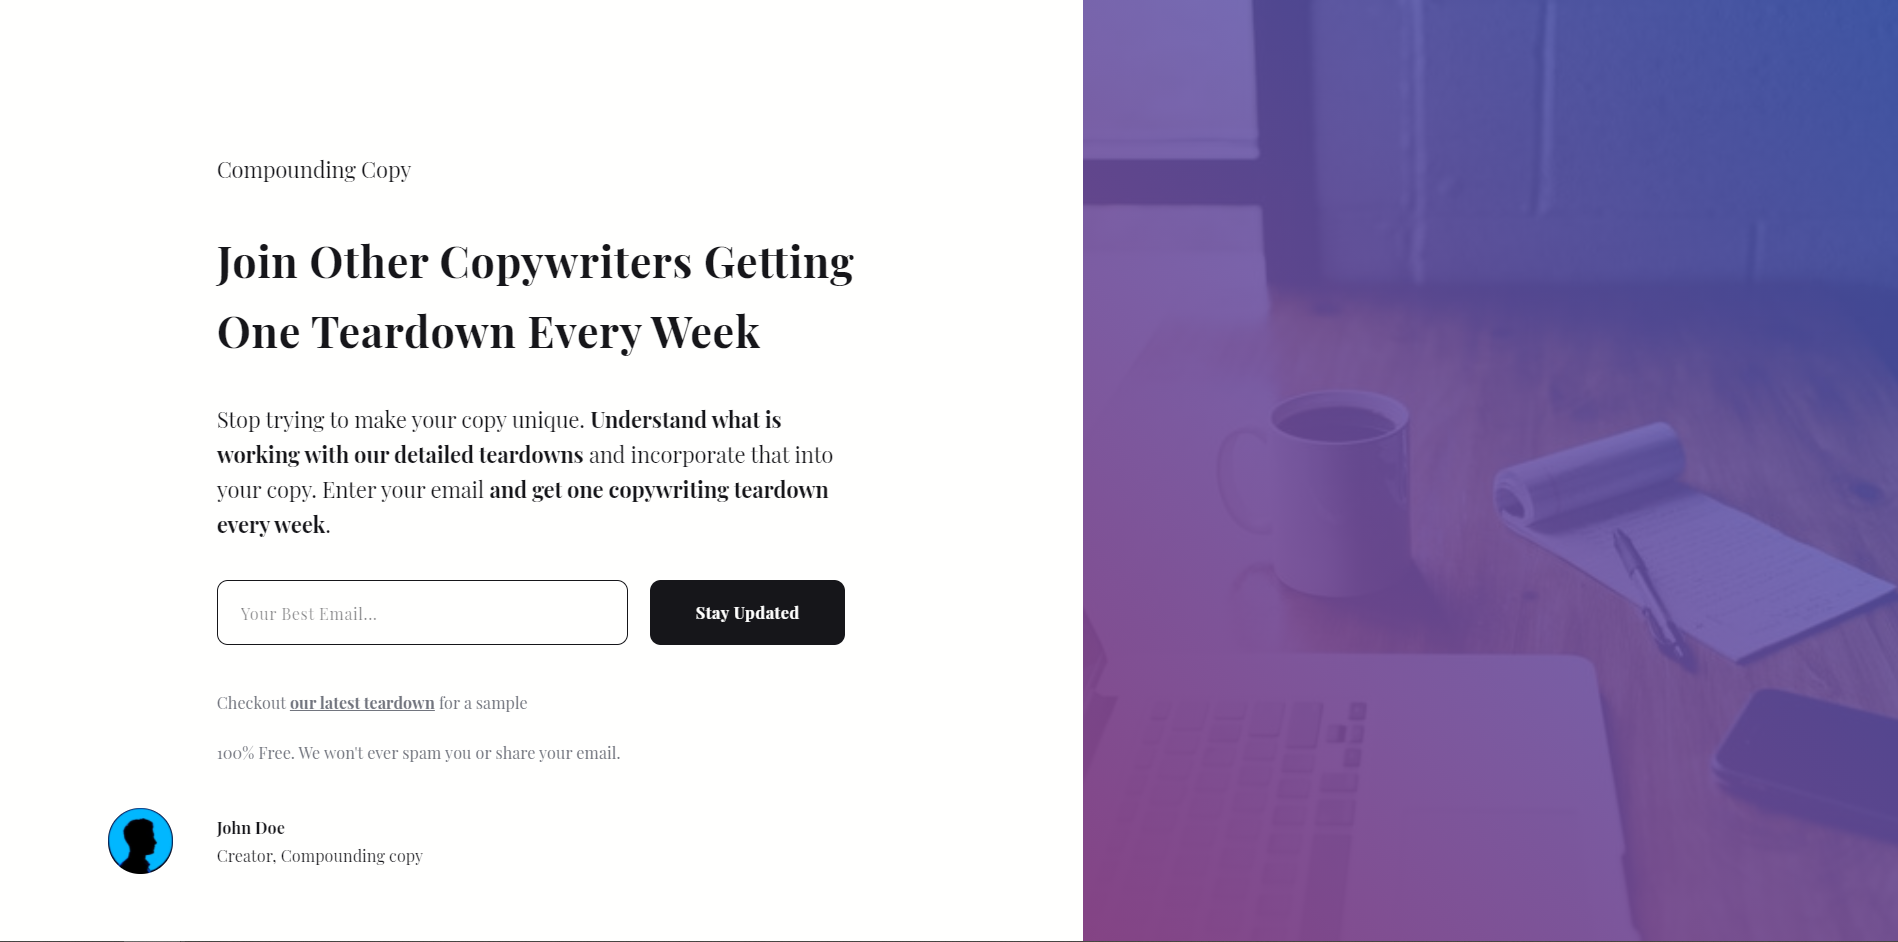 Compounding Copy
Join Other Copywriters Getting
One Teardown Every Week
Stop trying to make your copy unique. Understand what is
working with our detailed teardowns and incorporate that into
your copy. Enter your email and get one copywriting teardown
every week.
Your Best Email...
Stay Updated
Checkout our latest teardown for a sample
100% Free. We won't ever spam you or share your email.
John Doe
Creator, Compounding copy